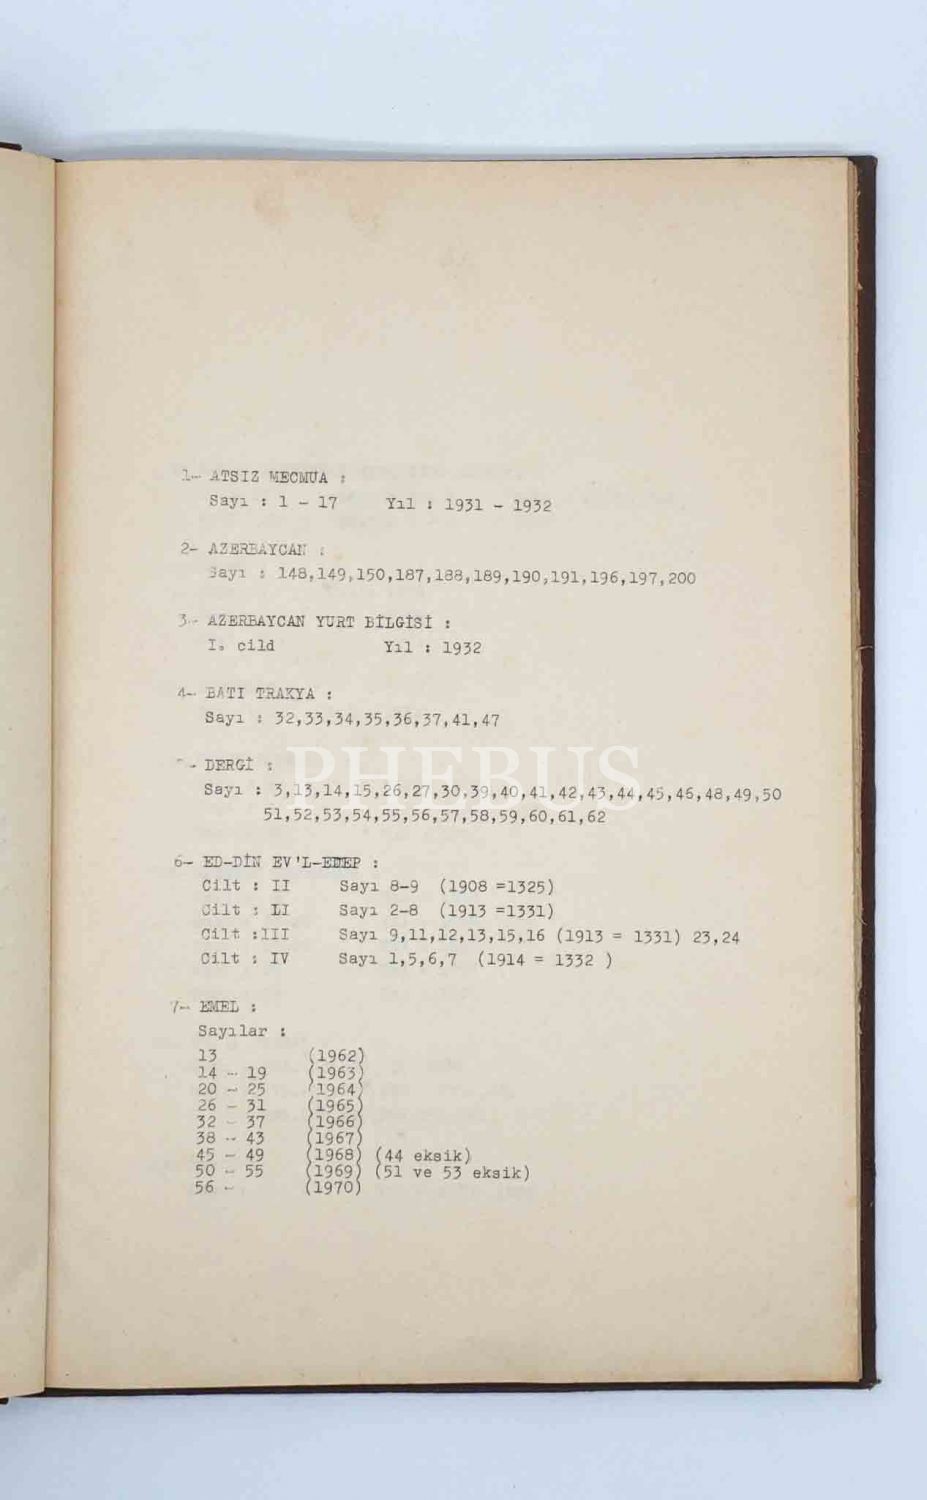 1- ATSIZ MECMUA :
Sayı : 1 - 17 Yıl : 1931 - 1932
2- AZERBAYCAN :
Sayı : 148,149,150,187,188,189,190,191,196,197,200
3- AZERBAYCAN YURT BİLGİSİ :
I. cild Yıl : 1932
4- BATI TRAKYA :
Sayı : 32,33,34,35,36,37,41,47
- DERGİ :
Sayı : 3,13,14,15,26,27,30,39,40,41,42,43,44,45,46,48,49,50
51,52,53,54,55,56,57,58,59,60,61,62
PHEBUS
6- ED-DİN EV'L-EDEP :
Cilt : II Sayı 8-9 (1908 =1325)
Cilt : II Sayı 2-8 (1913 =1331)
Cilt :III Sayı 9,11,12,13,15,16 (1913 = 1331) 23,24
Cilt : IV Sayı 1,5,6,7 (1914 = 1332 )
7- EMEL :
Sayılar :
13 (1962)
14 - 19 (1963)
20 - 25 (1964)
26 - 31 (1965)
32 - 37 (1966)
38 - 43 (1967)
45 - 49 (1968) (44 eksik)
50 - 55 (1969) (51 ve 53 eksik)
56 - (1970)